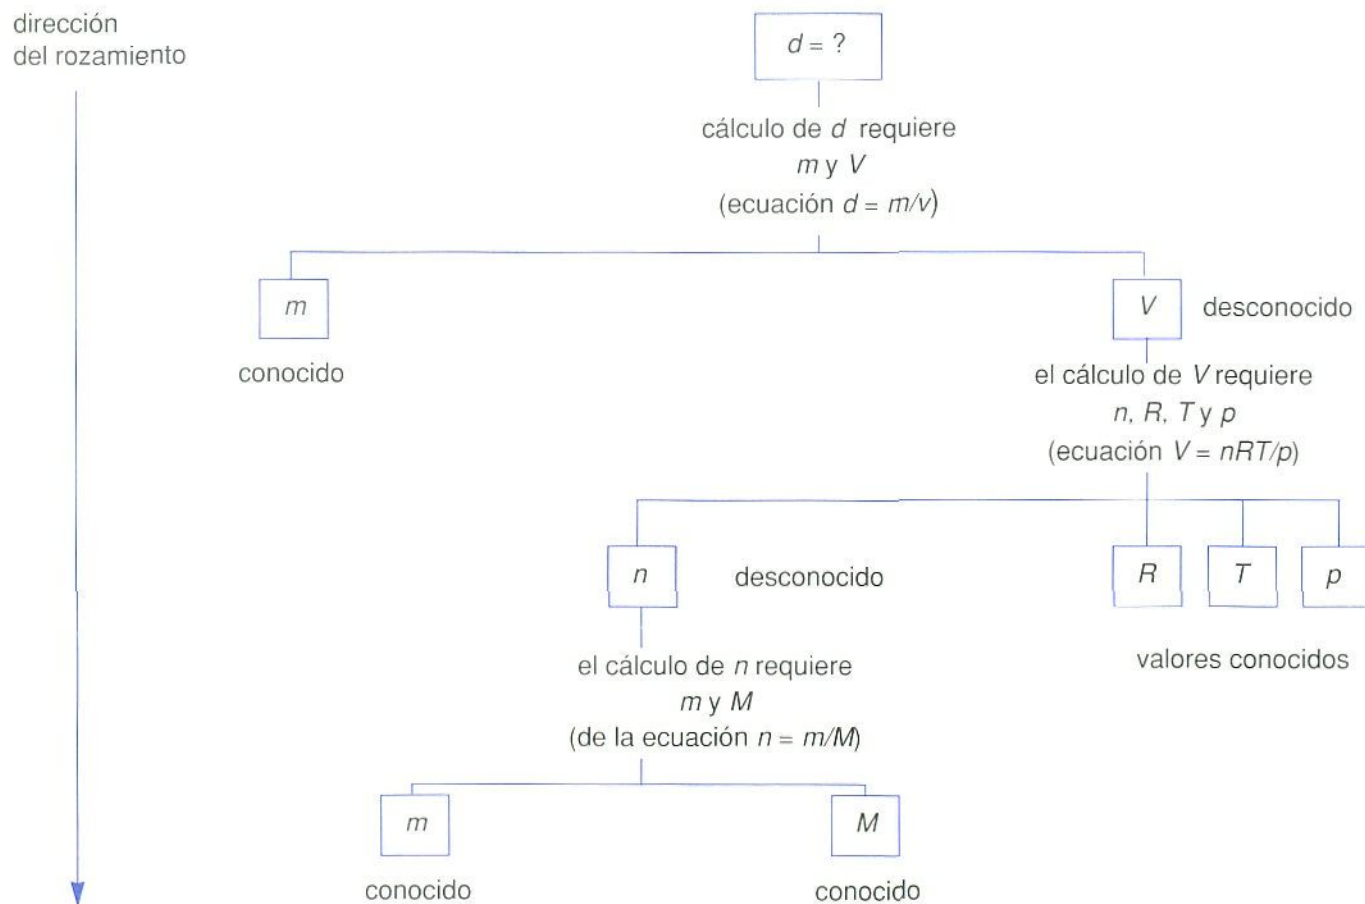 dirección
del rozamiento
d = ?
cálculo de d requiere
m y V
(ecuación d = m/v)
m
V
desconocido
conocido
el cálculo de V requiere
n, R, T y p
(ecuación V = nRT/p)
n
desconocido
R
T
p
el cálculo de n requiere
m y M
(de la ecuación n = m/M)
valores conocidos
m
M
conocido
conocido